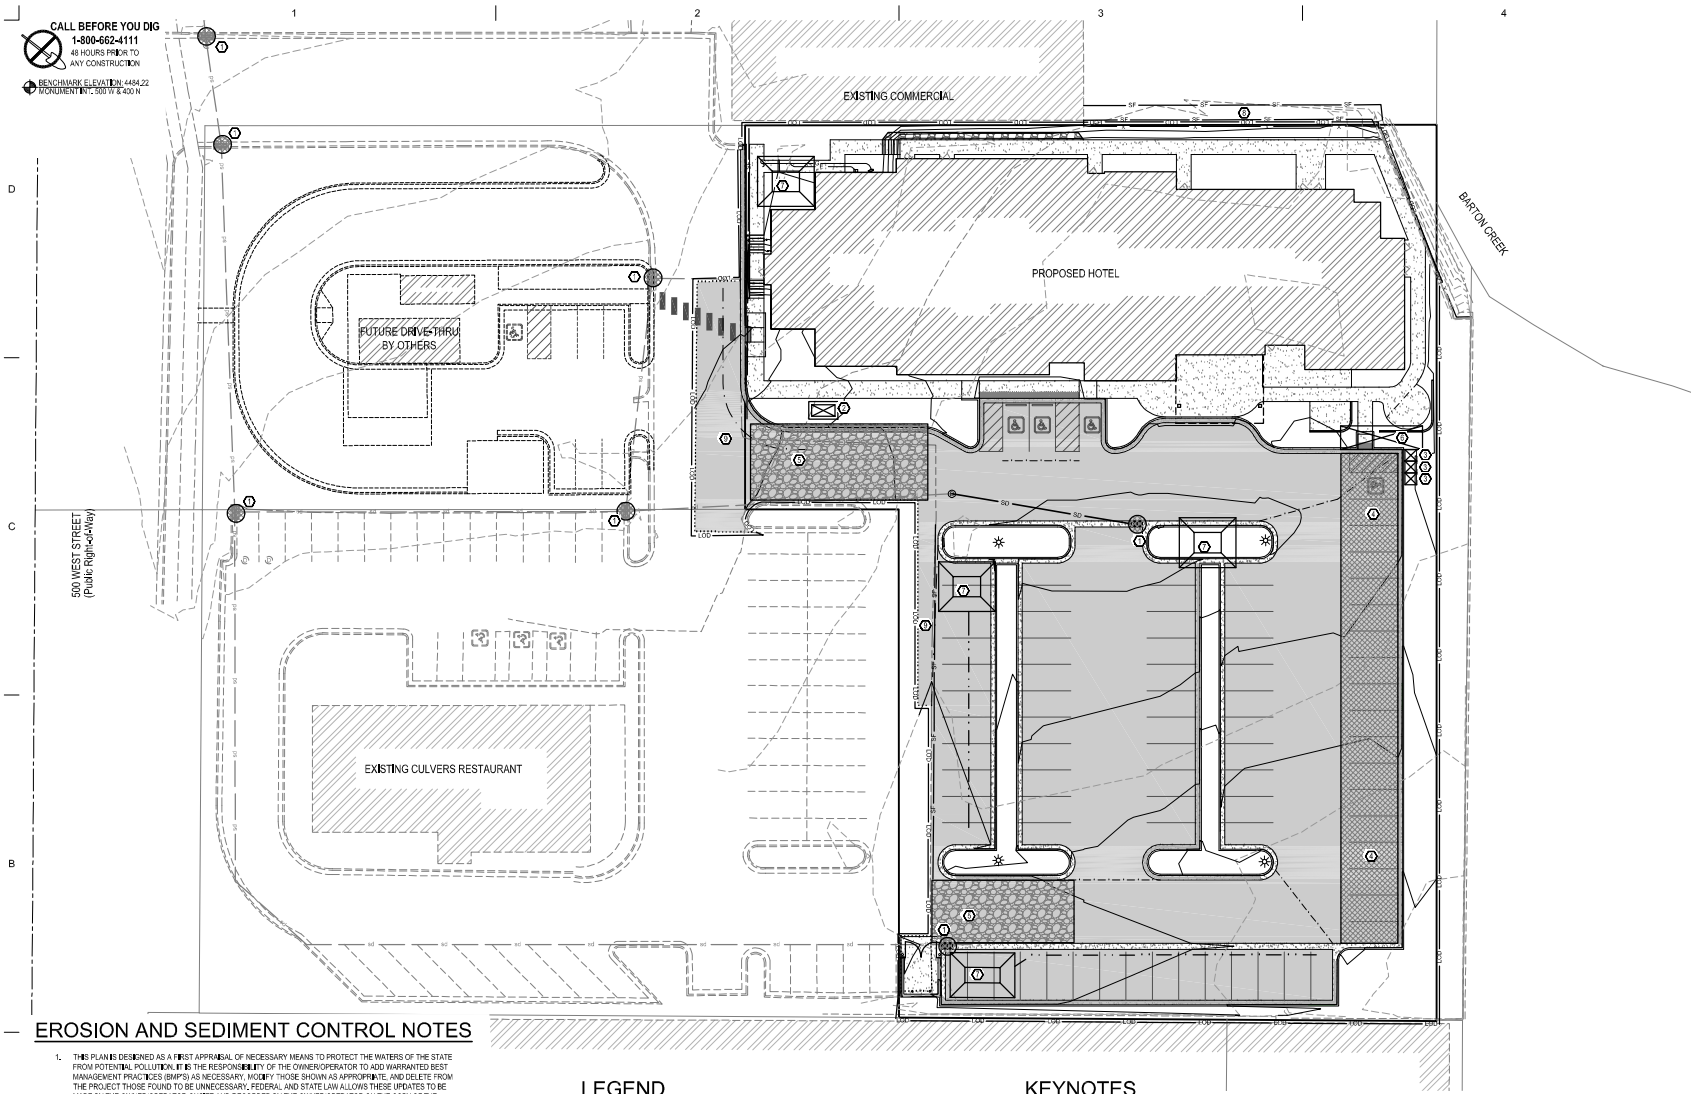 1
2
3
4
CALL BEFORE YOU DIG
1-800-662-4111
48 HOURS PRIOR TO
ANY CONSTRUCTION
BENCHMARK ELEVATION: 4484.22
MONUMENT INT. 500 W & 400 N
EXISTING COMMERCIAL
D
BARTON CREEK
PROPOSED HOTEL
FUTURE DRIVE-THRU
BY OTHERS
C
500 WEST STREET
(Public Right-of-Way)
EXISTING CULVERS RESTAURANT
B
EROSION AND SEDIMENT CONTROL NOTES
1. THIS PLAN IS DESIGNED AS A FIRST APPRAISAL OF NECESSARY MEANS TO PROTECT THE WATERS OF THE STATE
FROM POTENTIAL POLLUTION. IT IS THE RESPONSIBILITY OF THE OWNER/OPERATOR TO ADD WARRANTED BEST
MANAGEMENT PRACTICES (BMP'S) AS NECESSARY, MODIFY THOSE SHOWN AS APPROPRIATE, AND DELETE FROM
THE PROJECT THOSE FOUND TO BE UNNECESSARY. FEDERAL AND STATE LAW ALLOWS THESE UPDATES TO BE
LEGEND
KEYNOTES